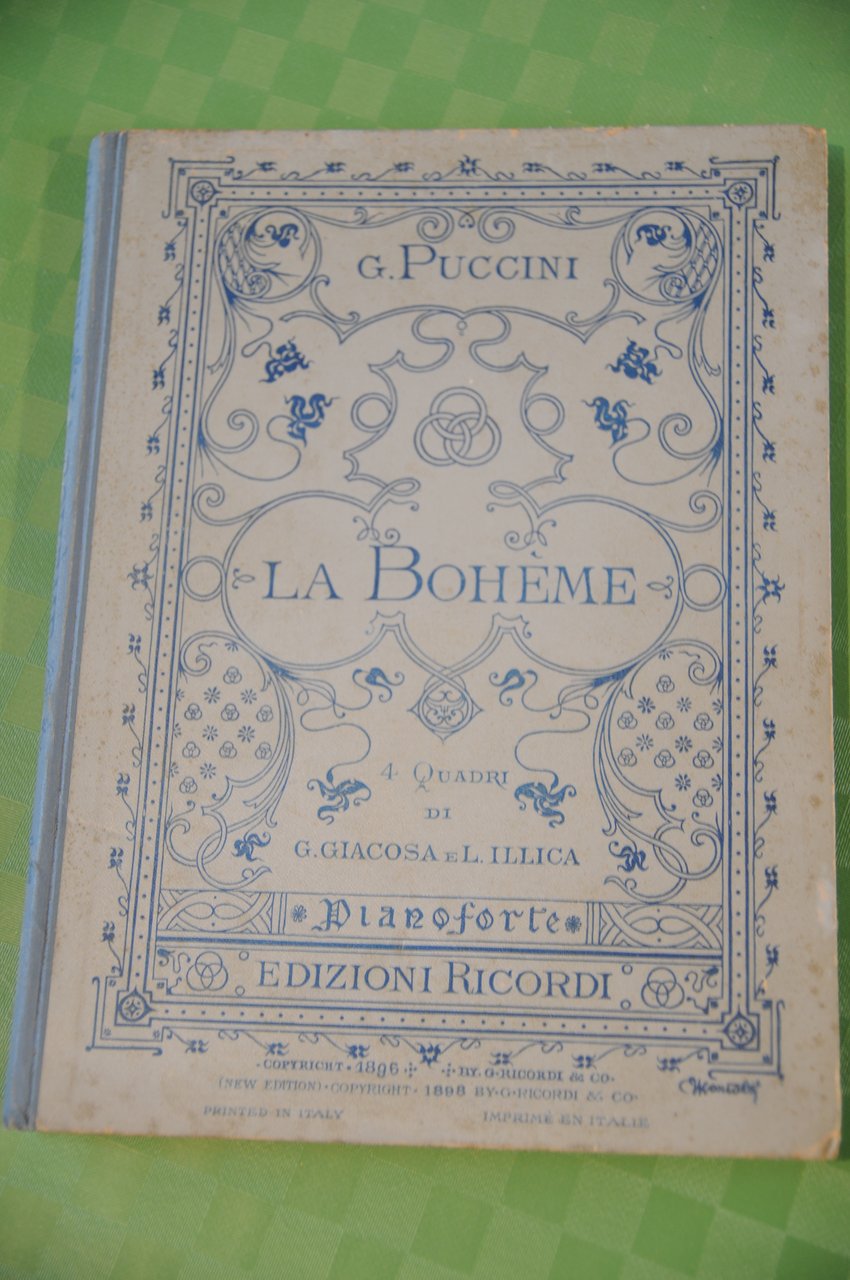 G. PUCCINI
LA BOHÈME
4 QUADRI
DI
G. GIACOSA E L. ILLICA
Pianoforte
EDIZIONI RICORDI
·COPYRIGHT·1896 BY·G·RICORDI & CO·
(NEW EDITION)·COPYRIGHT·1898 BY·G·RICORDI & CO·
PRINTED IN ITALY IMPRIMÉ EN ITALIE